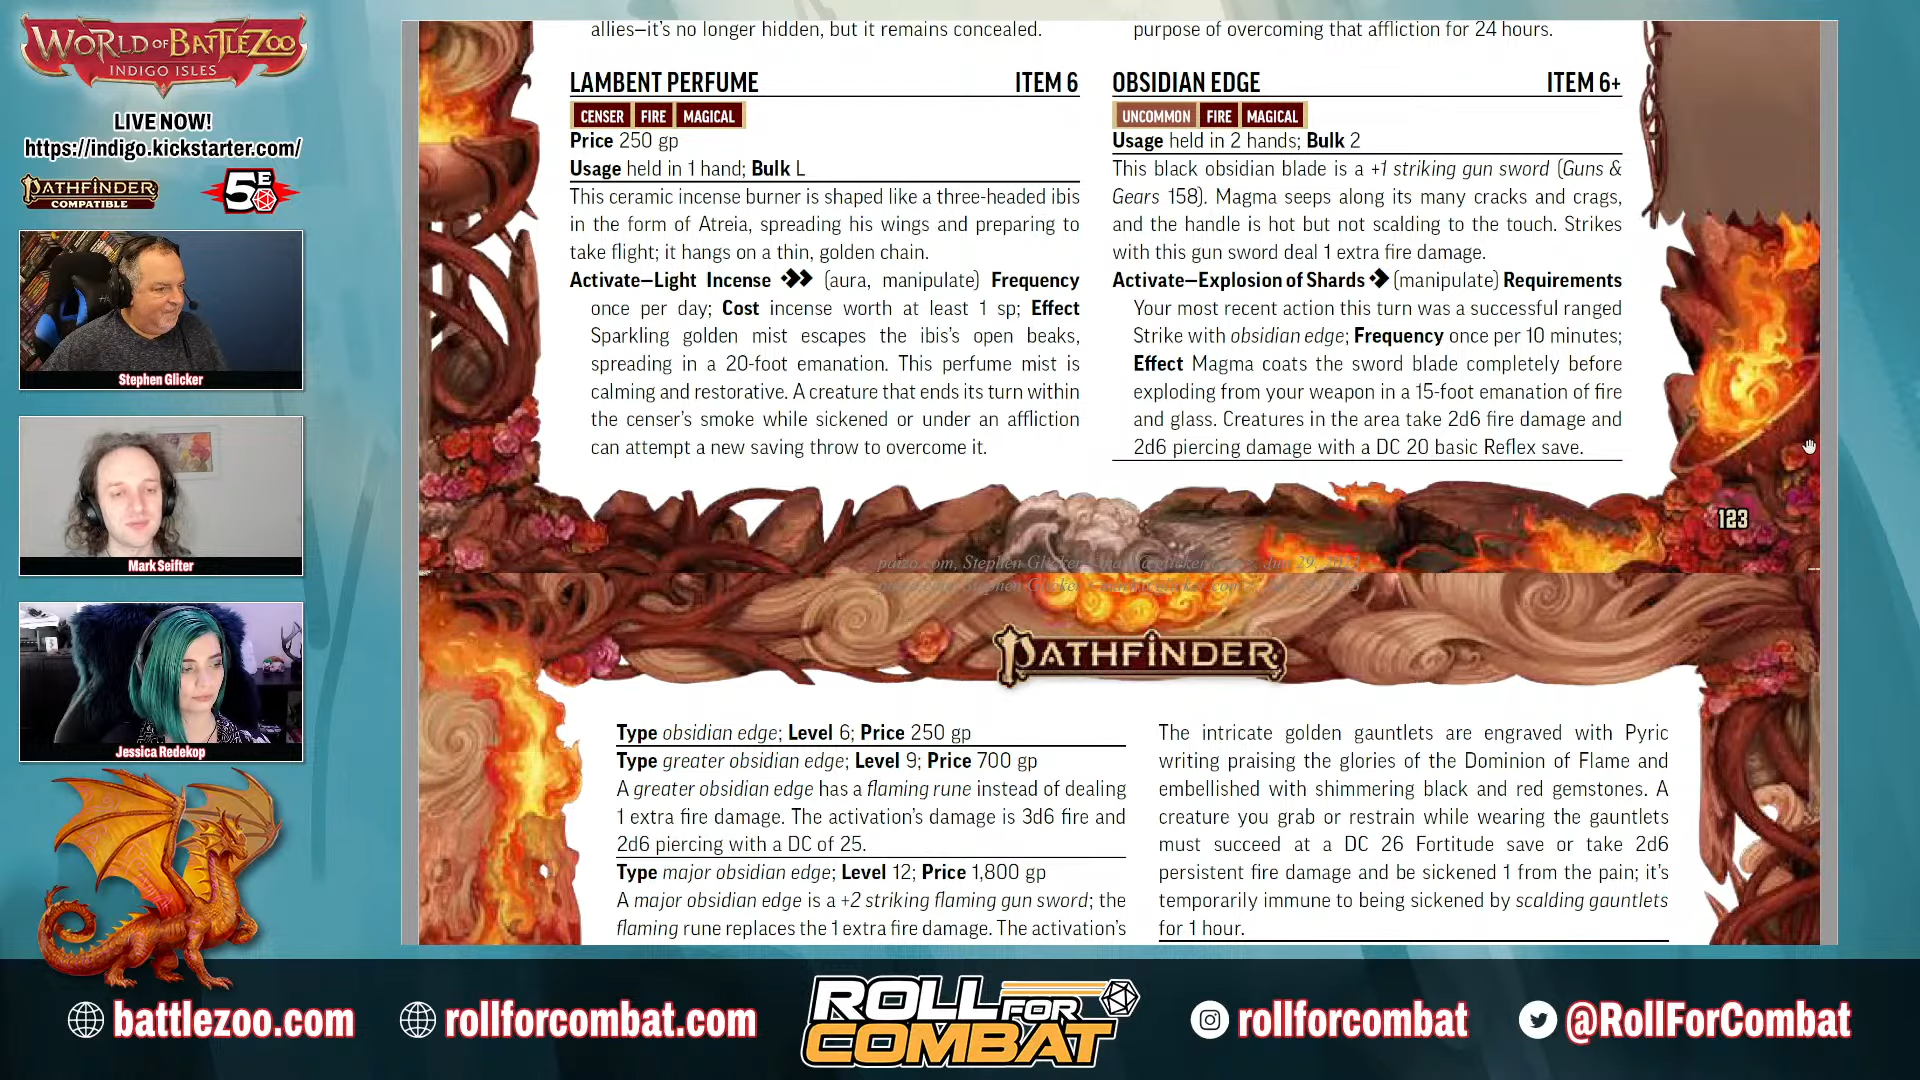 WORLD OF BATTLEZOO
INDIGO ISLES
LIVE NOW!
https://indigo.kickstarter.com/
PATHFINDER
COMPATIBLE
5E
Stephen Glicker
Mark Seifter
Jessica Redekop
allies—it's no longer hidden, but it remains concealed.
LAMBENT PERFUME ITEM 6
CENSER FIRE MAGICAL
Price 250 gp
Usage held in 1 hand; Bulk L
This ceramic incense burner is shaped like a three-headed ibis
in the form of Atreia, spreading his wings and preparing to
take flight; it hangs on a thin, golden chain.
Activate—Light Incense (aura, manipulate) Frequency
once per day; Cost incense worth at least 1 sp; Effect
Sparkling golden mist escapes the ibis's open beaks,
spreading in a 20-foot emanation. This perfume mist is
calming and restorative. A creature that ends its turn within
the censer's smoke while sickened or under an affliction
can attempt a new saving throw to overcome it.
purpose of overcoming that affliction for 24 hours.
OBSIDIAN EDGE ITEM 6+
UNCOMMON FIRE MAGICAL
Usage held in 2 hands; Bulk 2
This black obsidian blade is a +1 striking gun sword (Guns &
Gears 158). Magma seeps along its many cracks and crags,
and the handle is hot but not scalding to the touch. Strikes
with this gun sword deal 1 extra fire damage.
Activate—Explosion of Shards (manipulate) Requirements
Your most recent action this turn was a successful ranged
Strike with obsidian edge; Frequency once per 10 minutes;
Effect Magma coats the sword blade completely before
exploding from your weapon in a 15-foot emanation of fire
and glass. Creatures in the area take 2d6 fire damage and
2d6 piercing damage with a DC 20 basic Reflex save.
123
paizo.com, Stephen Glicker
PATHFINDER
Type obsidian edge; Level 6; Price 250 gp
Type greater obsidian edge; Level 9; Price 700 gp
A greater obsidian edge has a flaming rune instead of dealing
1 extra fire damage. The activation's damage is 3d6 fire and
2d6 piercing with a DC of 25.
Type major obsidian edge; Level 12; Price 1,800 gp
A major obsidian edge is a +2 striking flaming gun sword; the
flaming rune replaces the 1 extra fire damage. The activation's
The intricate golden gauntlets are engraved with Pyric
writing praising the glories of the Dominion of Flame and
embellished with shimmering black and red gemstones. A
creature you grab or restrain while wearing the gauntlets
must succeed at a DC 26 Fortitude save or take 2d6
persistent fire damage and be sickened 1 from the pain; it's
temporarily immune to being sickened by scalding gauntlets
for 1 hour.
battlezoo.com
rollforcombat.com
ROLL FOR
COMBAT
rollforcombat
@RollForCombat